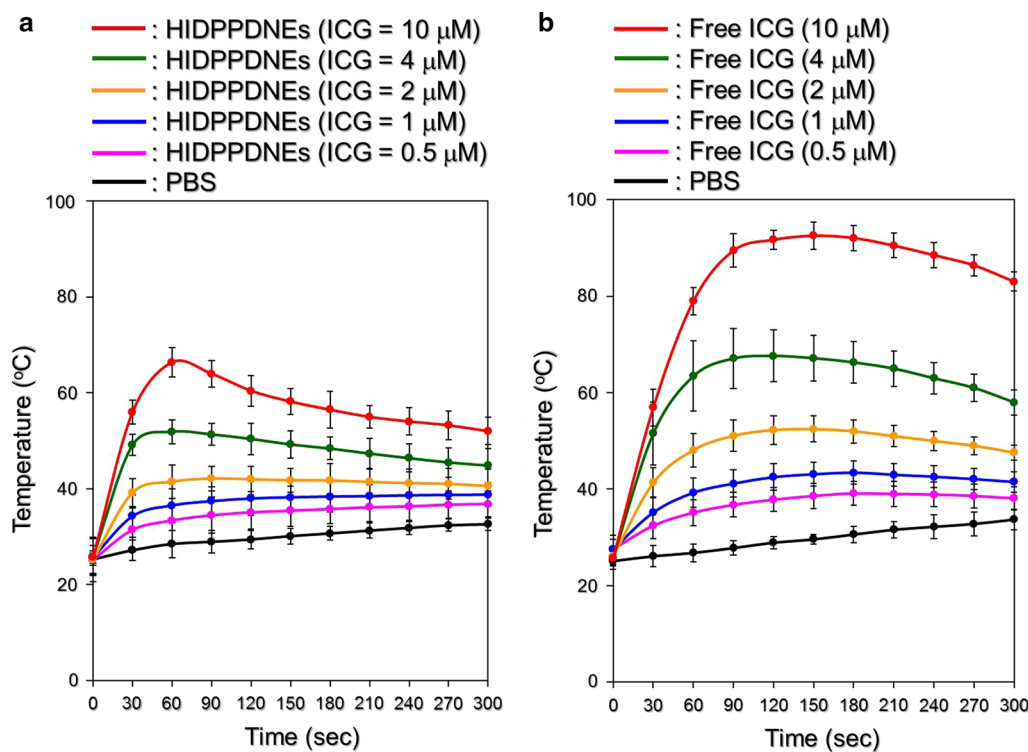 a
: HIDPPDNEs (ICG = 10 μM)
: HIDPPDNEs (ICG = 4 μM)
: HIDPPDNEs (ICG = 2 μM)
: HIDPPDNEs (ICG = 1 μM)
: HIDPPDNEs (ICG = 0.5 μM)
: PBS
100
80
60
40
20
0
Temperature (°C)
0 30 60 90 120 150 180 210 240 270 300
Time (sec)
b
: Free ICG (10 μM)
: Free ICG (4 μM)
: Free ICG (2 μM)
: Free ICG (1 μM)
: Free ICG (0.5 μM)
: PBS
100
80
60
40
20
0
Temperature (°C)
0 30 60 90 120 150 180 210 240 270 300
Time (sec)